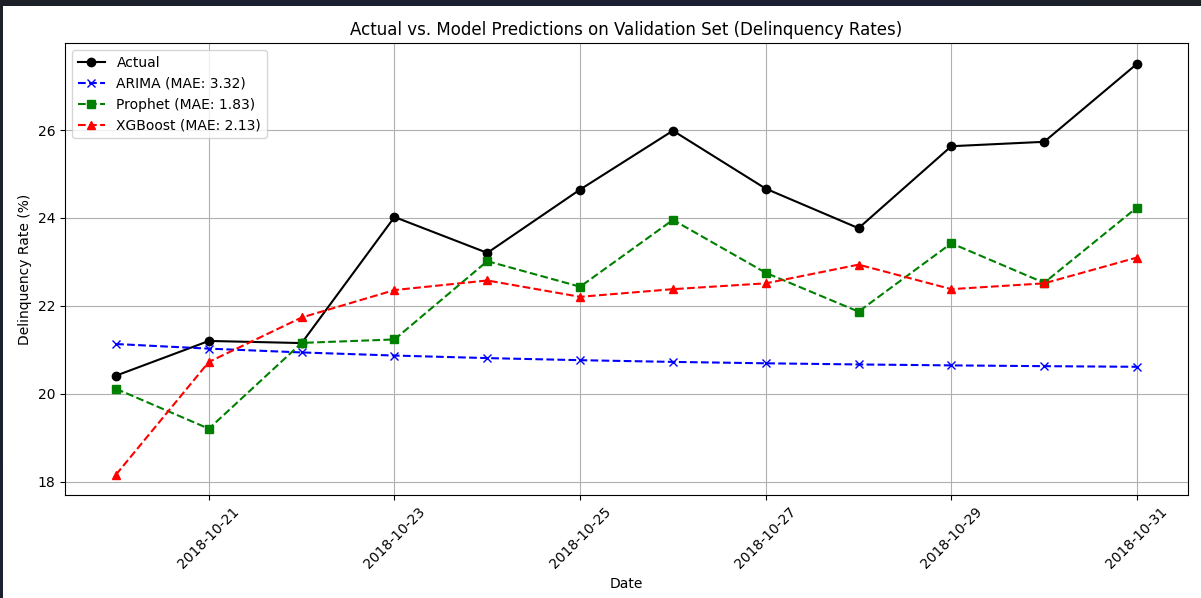 Actual vs. Model Predictions on Validation Set (Delinquency Rates)
Actual
ARIMA (MAE: 3.32)
Prophet (MAE: 1.83)
XGBoost (MAE: 2.13)
Delinquency Rate (%)
26
24
22
20
18
2018-10-21
2018-10-23
2018-10-25
2018-10-27
2018-10-29
2018-10-31
Date